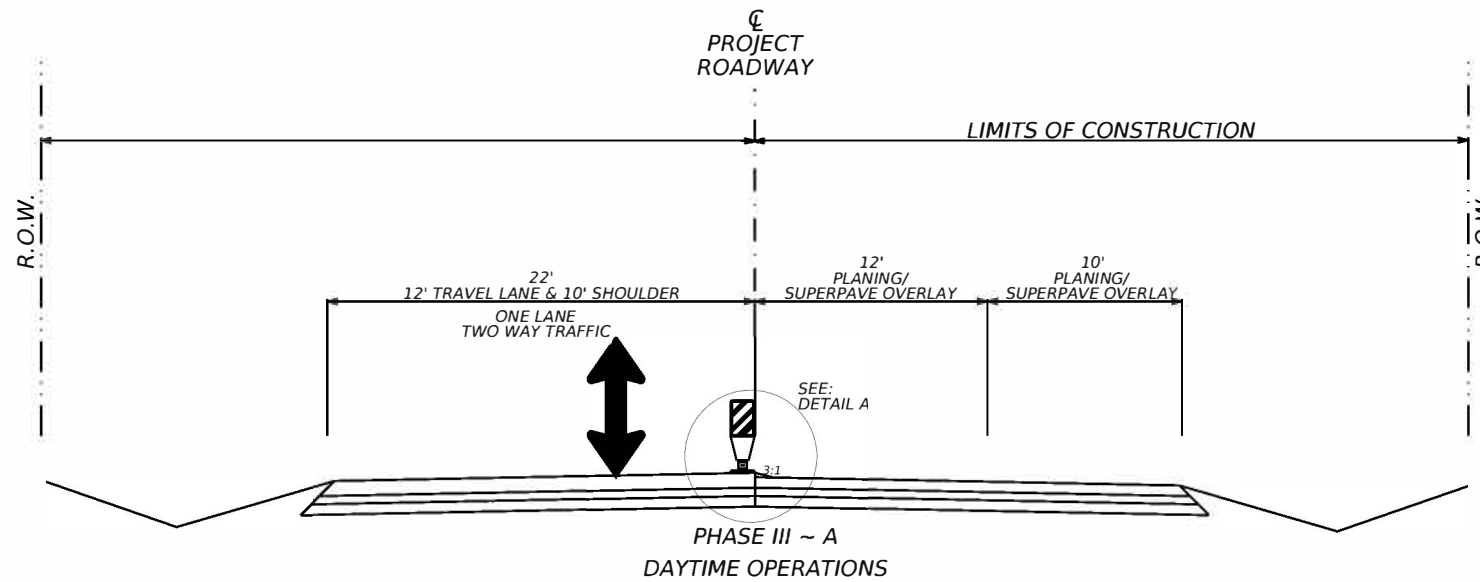 ℄
PROJECT
ROADWAY
LIMITS OF CONSTRUCTION
R.O.W.
R.O.W.
22'
12' TRAVEL LANE & 10' SHOULDER
12'
PLANING/
SUPERPAVE OVERLAY
10'
PLANING/
SUPERPAVE OVERLAY
ONE LANE
TWO WAY TRAFFIC
SEE:
DETAIL A
3:1
PHASE III ~ A
DAYTIME OPERATIONS